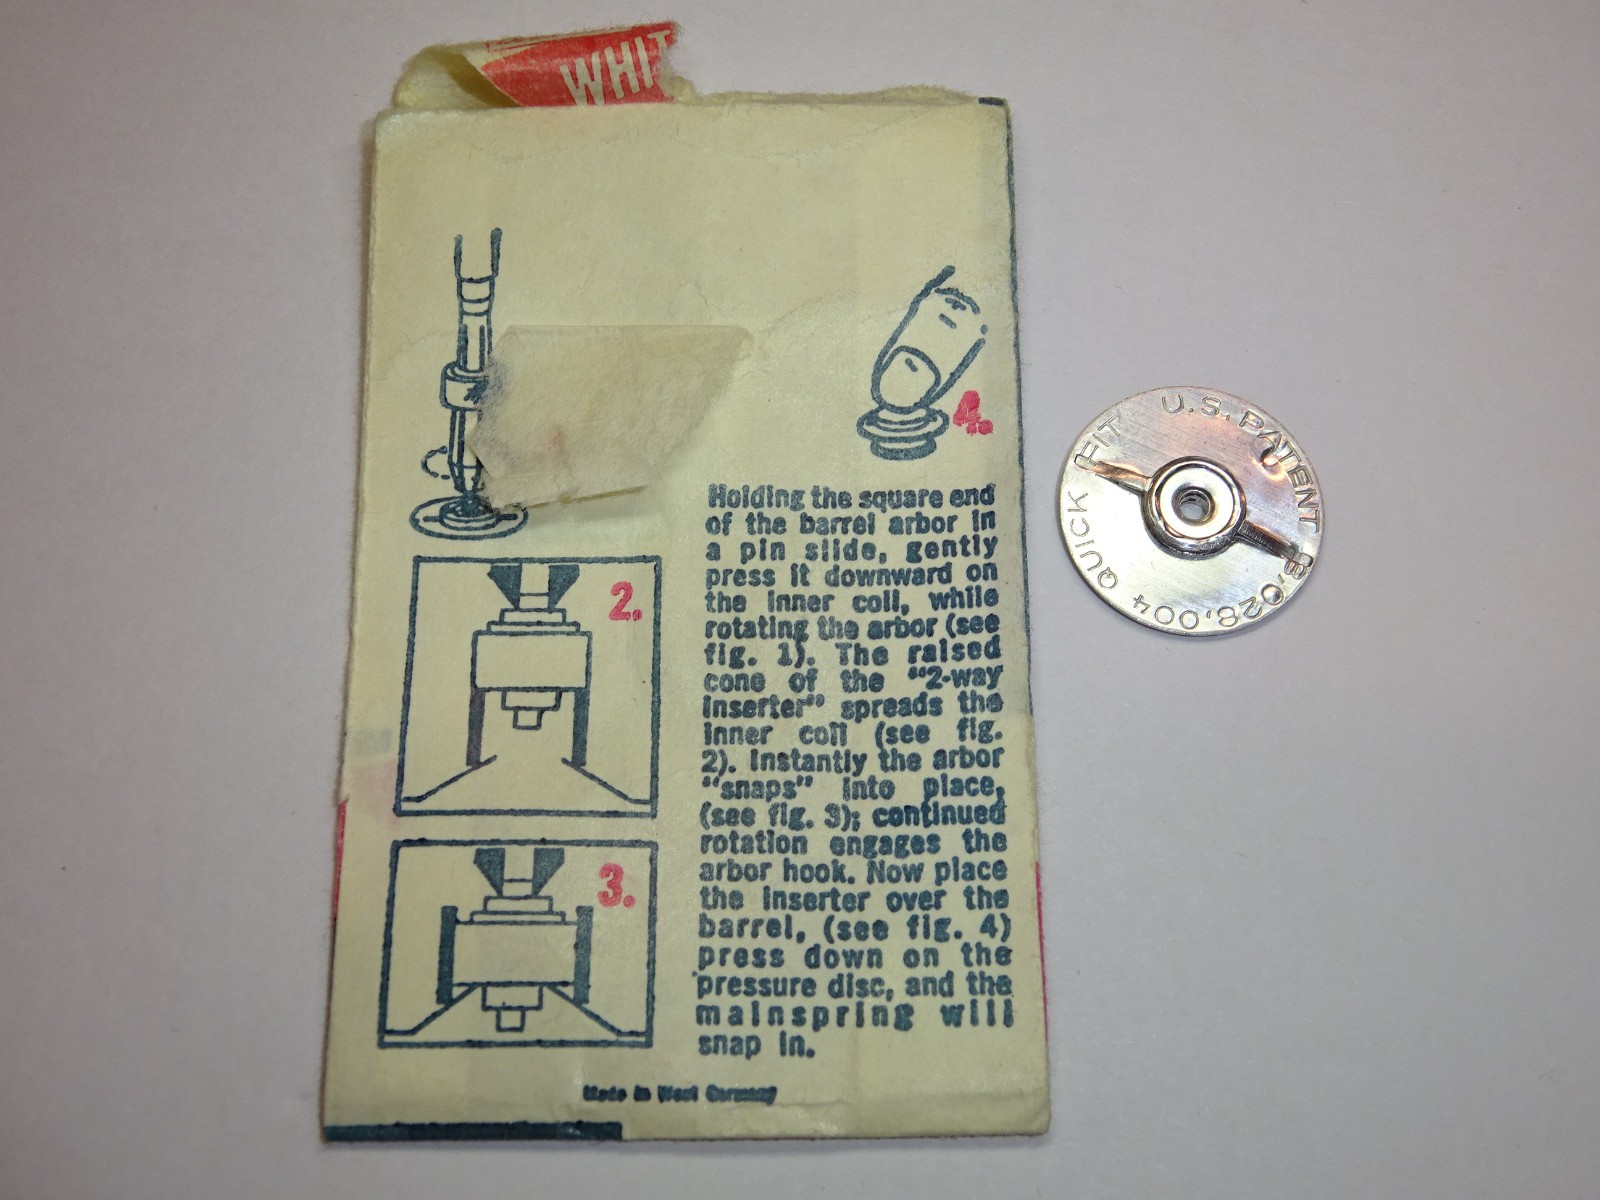 WHIT
4.
2.
3.
Holding the square end
of the barrel arbor in
a pin slide, gently
press it downward on
the inner coil, while
rotating the arbor (see
fig. 1). The raised
cone of the "2-way
inserter" spreads the
inner coil (see fig.
2). Instantly the arbor
"snaps" into place,
(see fig. 3); continued
rotation engages the
arbor hook. Now place
the inserter over the
barrel, (see fig. 4)
press down on the
pressure disc, and the
mainspring will
snap in.
Made in West Germany
QUICK FIT U.S. PATENT 3,028,004